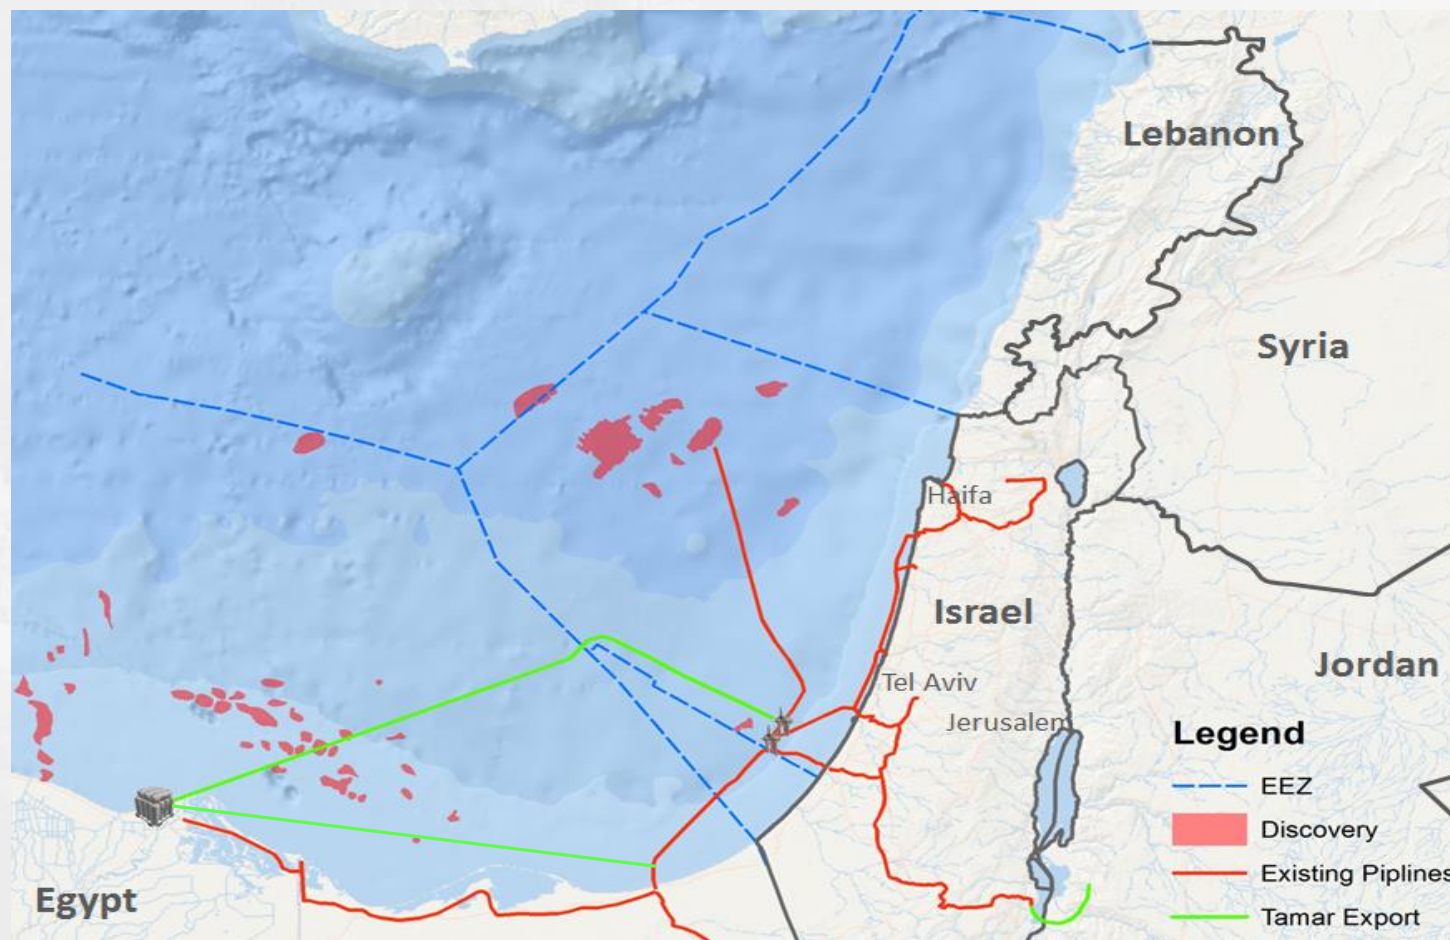 Lebanon
Syria
Haifa
Israel
Jordan
Tel Aviv
Jerusalem
Legend
EEZ
Discovery
Existing Piplines
Tamar Export
Egypt